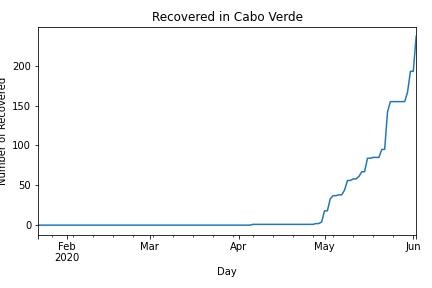 Recovered in Cabo Verde
Number of Recovered
200
150
100
50
0
Feb
2020
Mar
Apr
May
Jun
Day